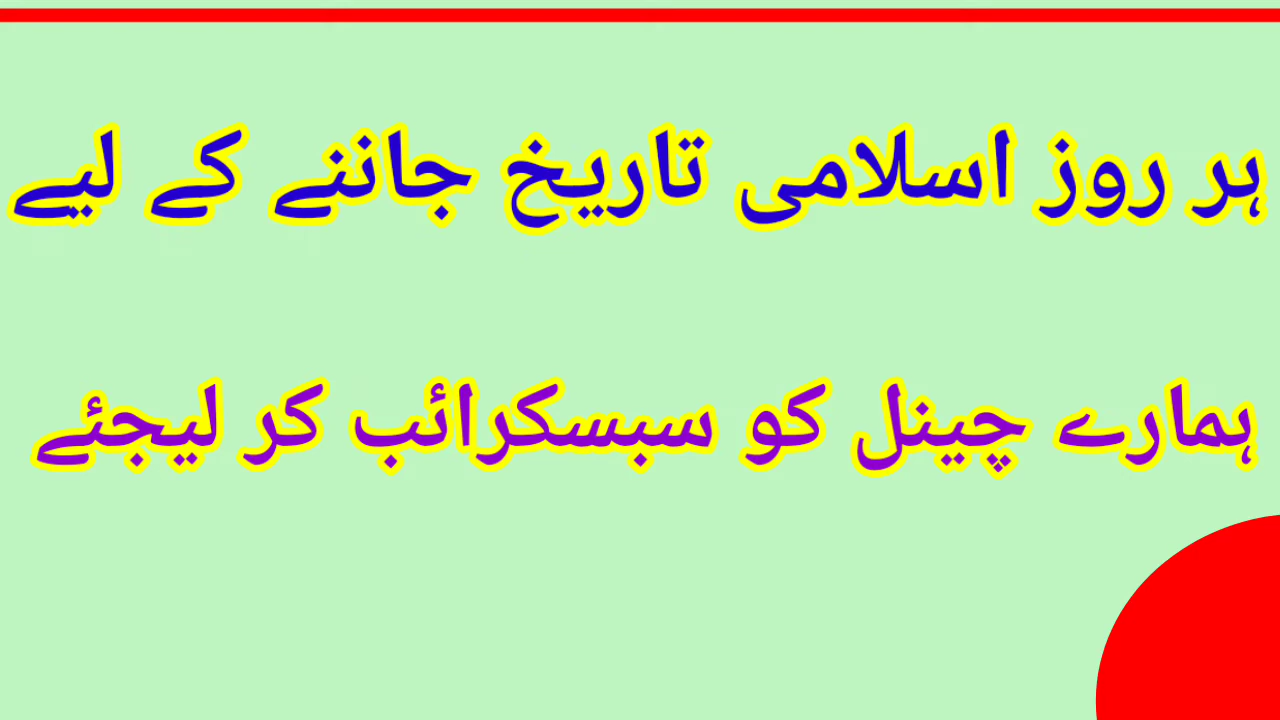 ہر روز اسلامی تاریخ جاننے کے لیے
ہمارے چینل کو سبسکرائب کر لیجئے